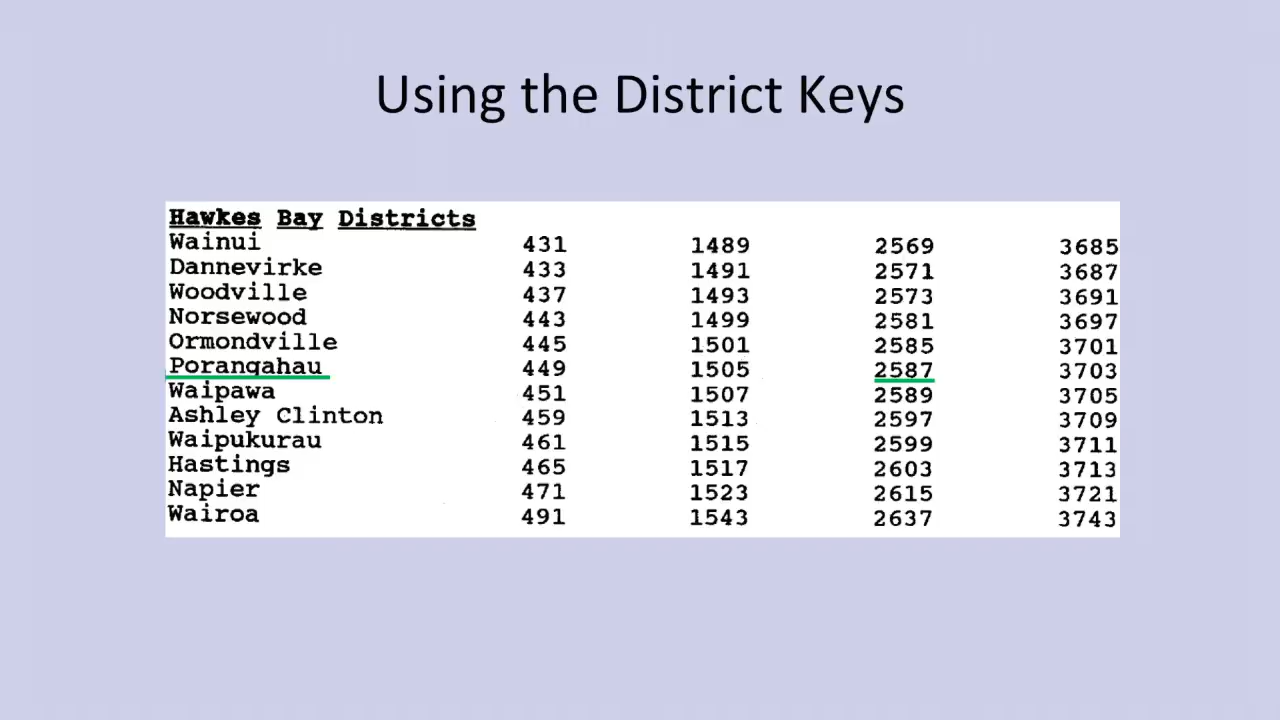 Using the District Keys
Hawkes Bay Districts
Wainui 431 1489 2569 3685
Dannevirke 433 1491 2571 3687
Woodville 437 1493 2573 3691
Norsewood 443 1499 2581 3697
Ormondville 445 1501 2585 3701
Porangahau 449 1505 2587 3703
Waipawa 451 1507 2589 3705
Ashley Clinton 459 1513 2597 3709
Waipukurau 461 1515 2599 3711
Hastings 465 1517 2603 3713
Napier 471 1523 2615 3721
Wairoa 491 1543 2637 3743